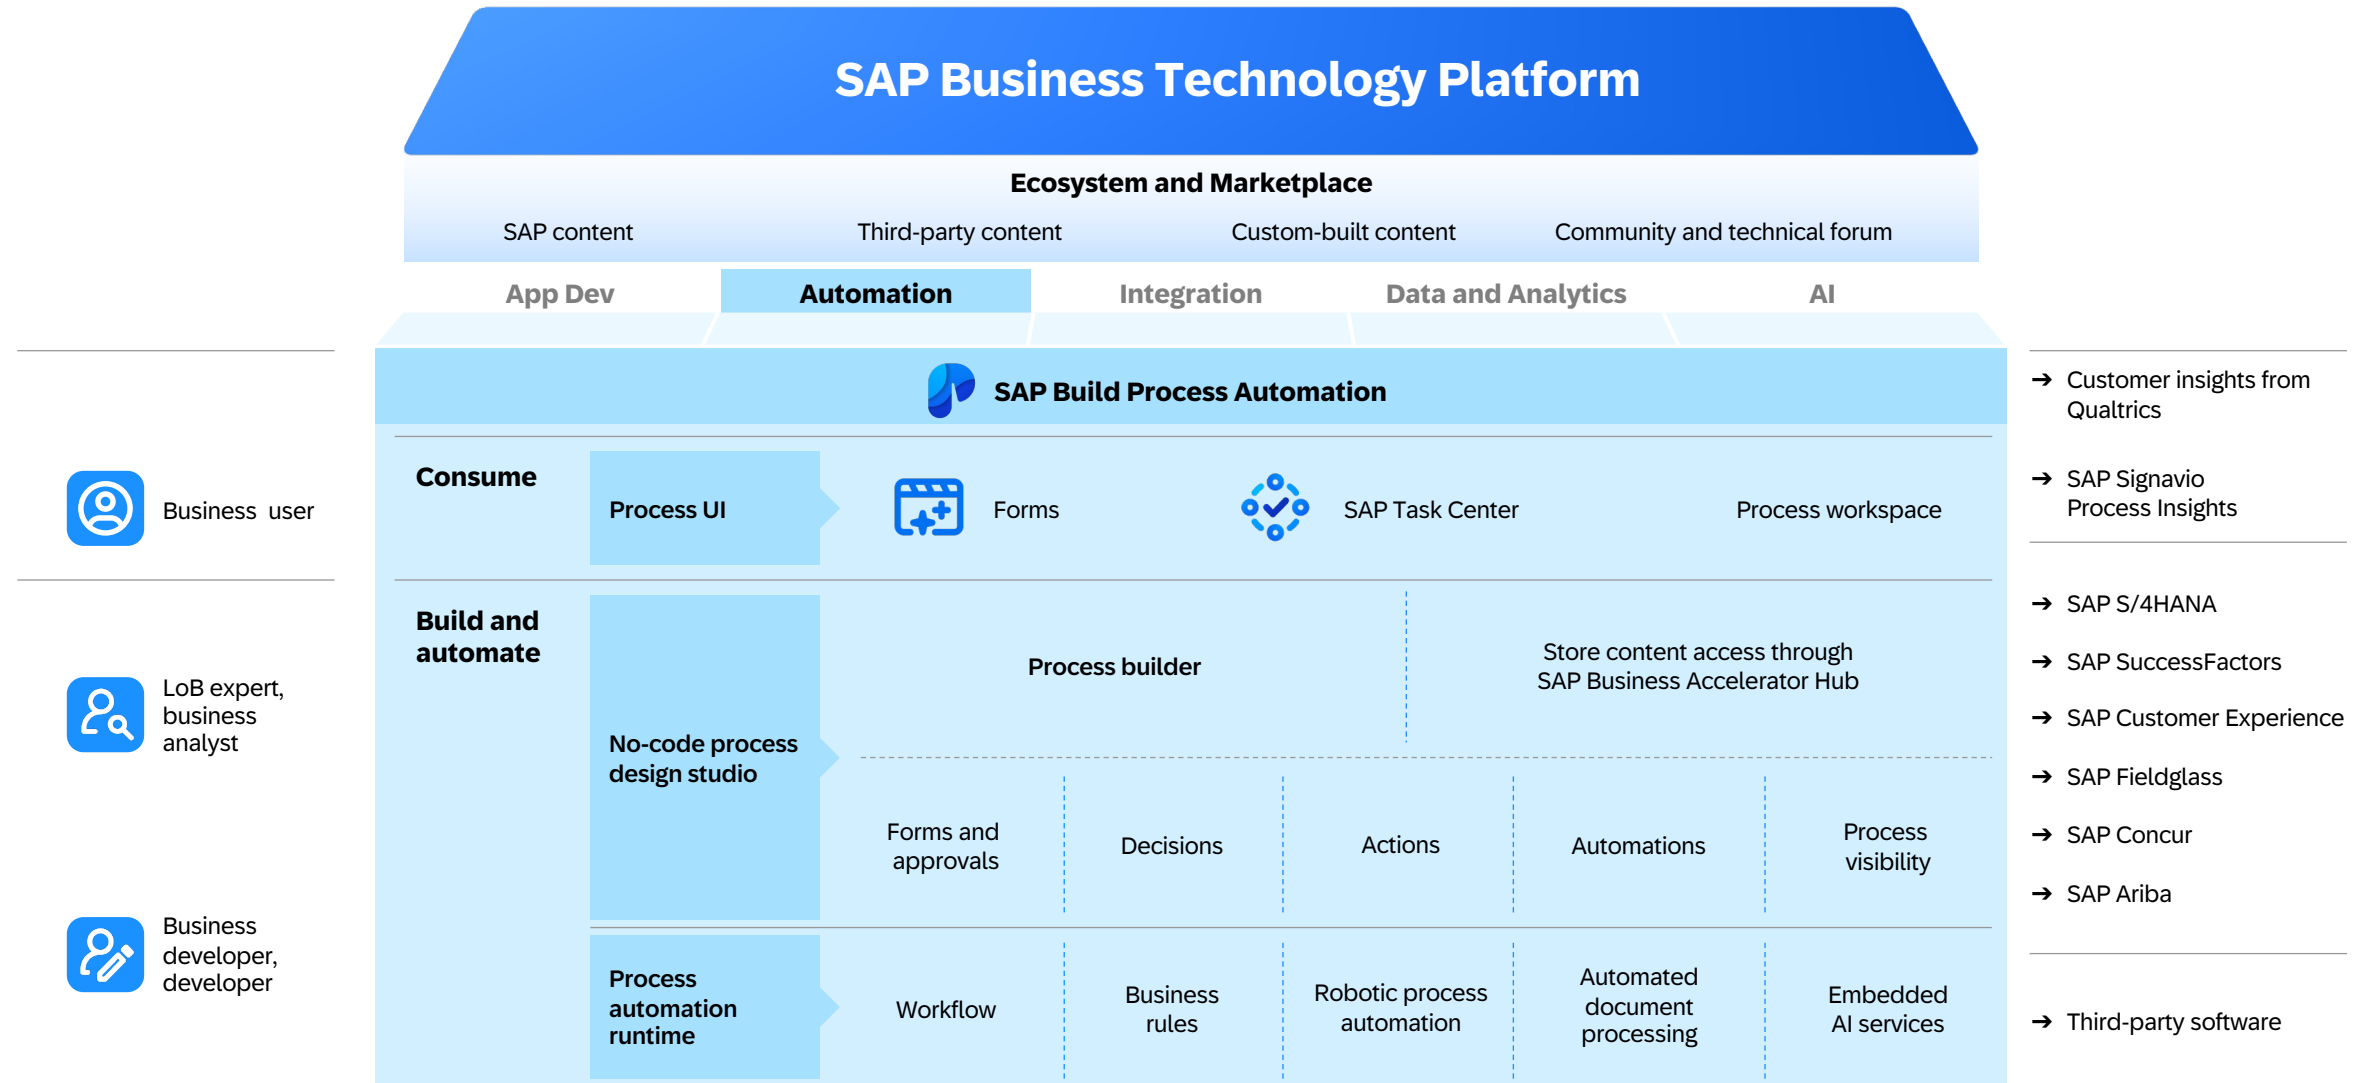 SAP Business Technology Platform
Ecosystem and Marketplace
SAP content
Third-party content
Custom-built content
Community and technical forum
App Dev
Automation
Integration
Data and Analytics
AI
SAP Build Process Automation
Business user
Consume
Process UI
Forms
SAP Task Center
Process workspace
LoB expert,
business
analyst
Business
developer,
developer
Build and
automate
No-code process
design studio
Process builder
Store content access through
SAP Business Accelerator Hub
Forms and
approvals
Decisions
Actions
Automations
Process
visibility
Process
automation
runtime
Workflow
Business
rules
Robotic process
automation
Automated
document
processing
Embedded
AI services
➔ Customer insights from
Qualtrics
➔ SAP Signavio
Process Insights
➔ SAP S/4HANA
➔ SAP SuccessFactors
➔ SAP Customer Experience
➔ SAP Fieldglass
➔ SAP Concur
➔ SAP Ariba
➔ Third-party software